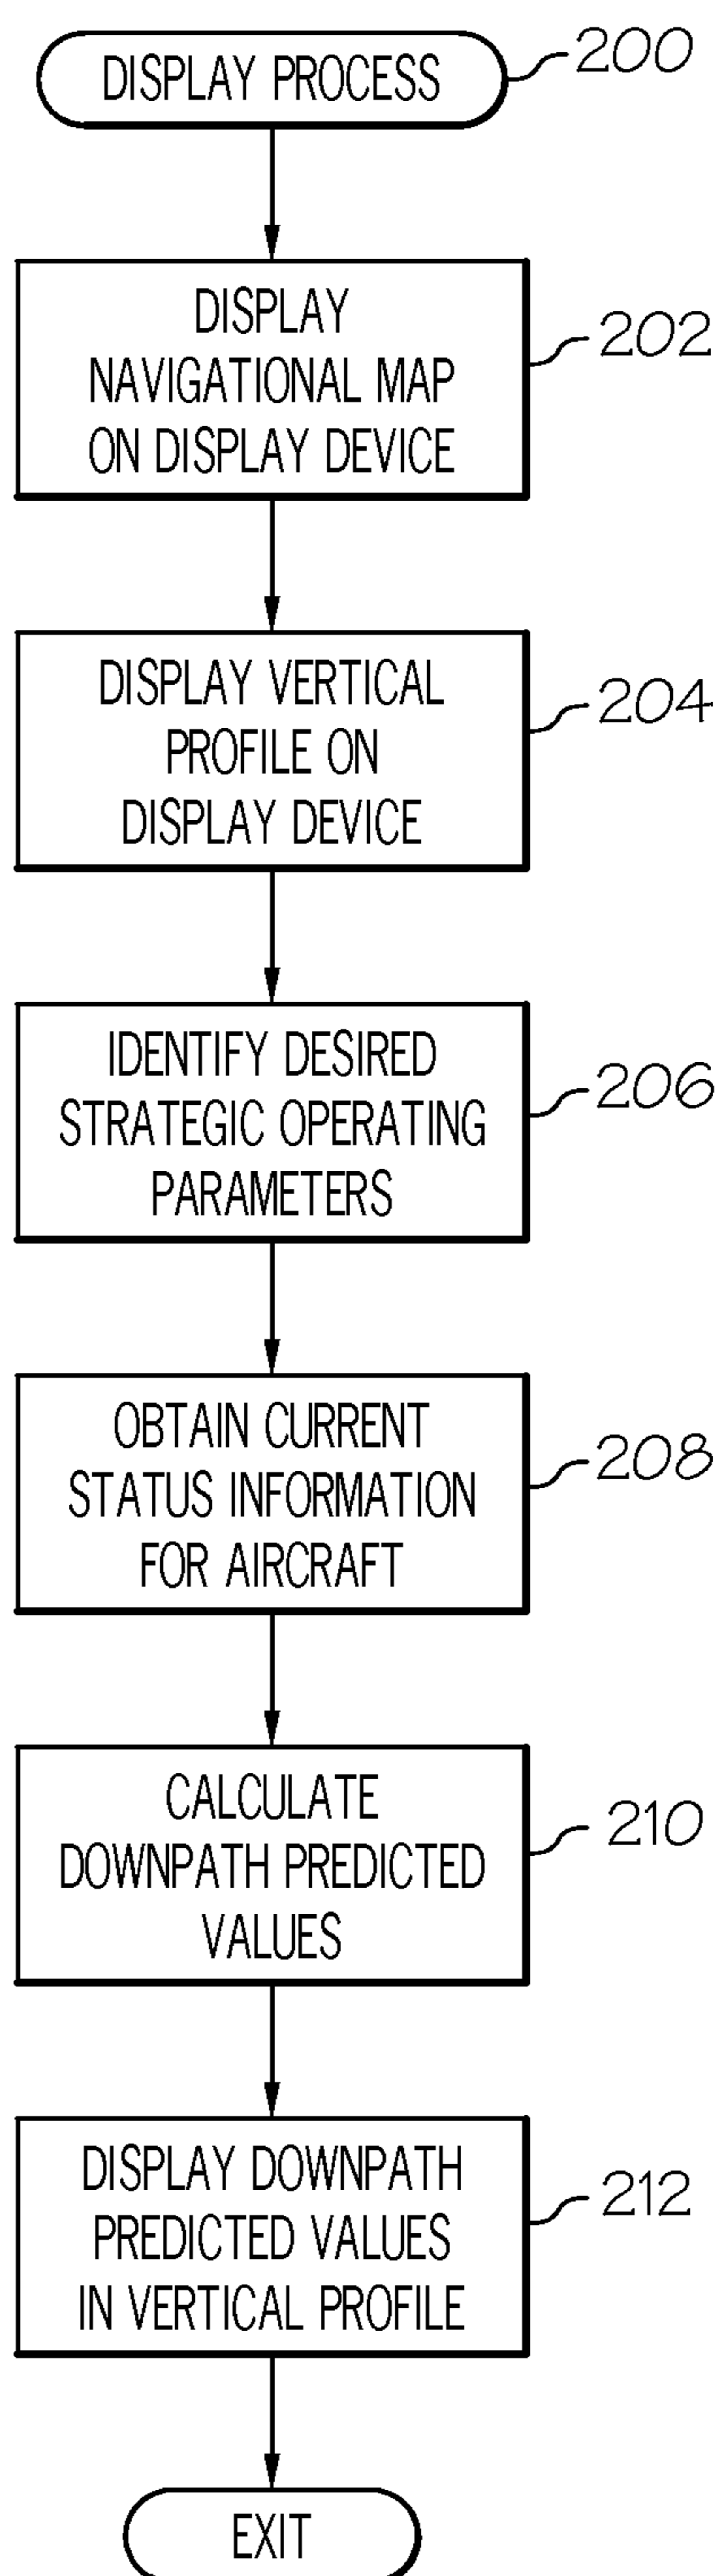 DISPLAY PROCESS
200
DISPLAY
NAVIGATIONAL MAP
ON DISPLAY DEVICE
202
DISPLAY VERTICAL
PROFILE ON
DISPLAY DEVICE
204
IDENTIFY DESIRED
STRATEGIC OPERATING
PARAMETERS
206
OBTAIN CURRENT
STATUS INFORMATION
FOR AIRCRAFT
208
CALCULATE
DOWNPATH PREDICTED
VALUES
210
DISPLAY DOWNPATH
PREDICTED VALUES
IN VERTICAL PROFILE
212
EXIT